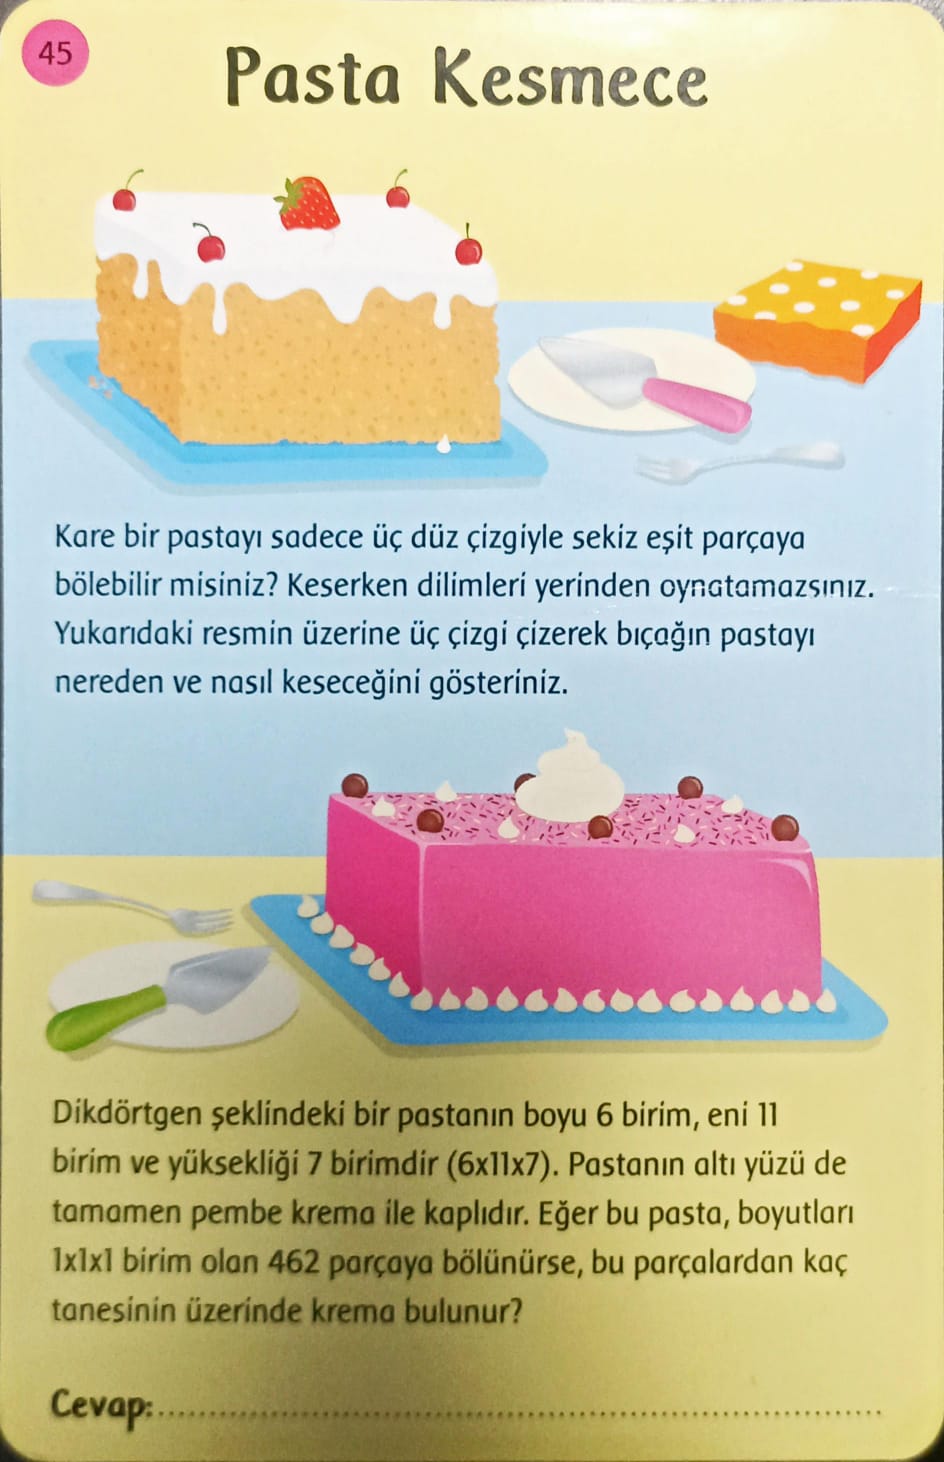 45
Pasta Kesmece
Kare bir pastayı sadece üç düz çizgiyle sekiz eşit parçaya
bölebilir misiniz? Keserken dilimleri yerinden oynatamazsınız.
Yukarıdaki resmin üzerine üç çizgi çizerek bıçağın pastayı
nereden ve nasıl keseceğini gösteriniz.
Dikdörtgen şeklindeki bir pastanın boyu 6 birim, eni 11
birim ve yüksekliği 7 birimdir (6x11x7). Pastanın altı yüzü de
tamamen pembe krema ile kaplıdır. Eğer bu pasta, boyutları
1x1x1 birim olan 462 parçaya bölünürse, bu parçalardan kaç
tanesinin üzerinde krema bulunur?
Cevap:................................................................